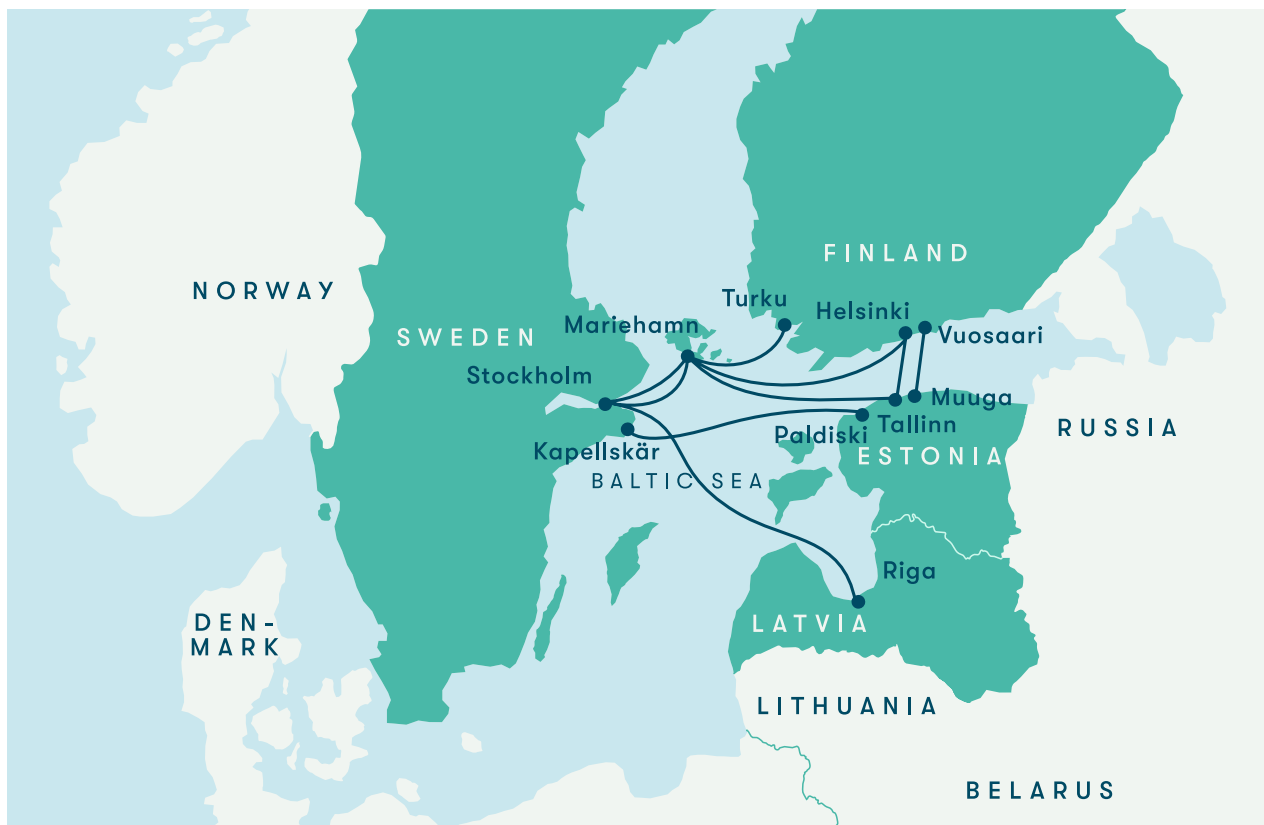 FINLAND
NORWAY
Turku
Helsinki
Mariehamn
SWEDEN
Vuosaari
Stockholm
Muuga
Tallinn
Paldiski
RUSSIA
Kapellskär
ESTONIA
BALTIC SEA
Riga
LATVIA
DEN-
MARK
LITHUANIA
BELARUS